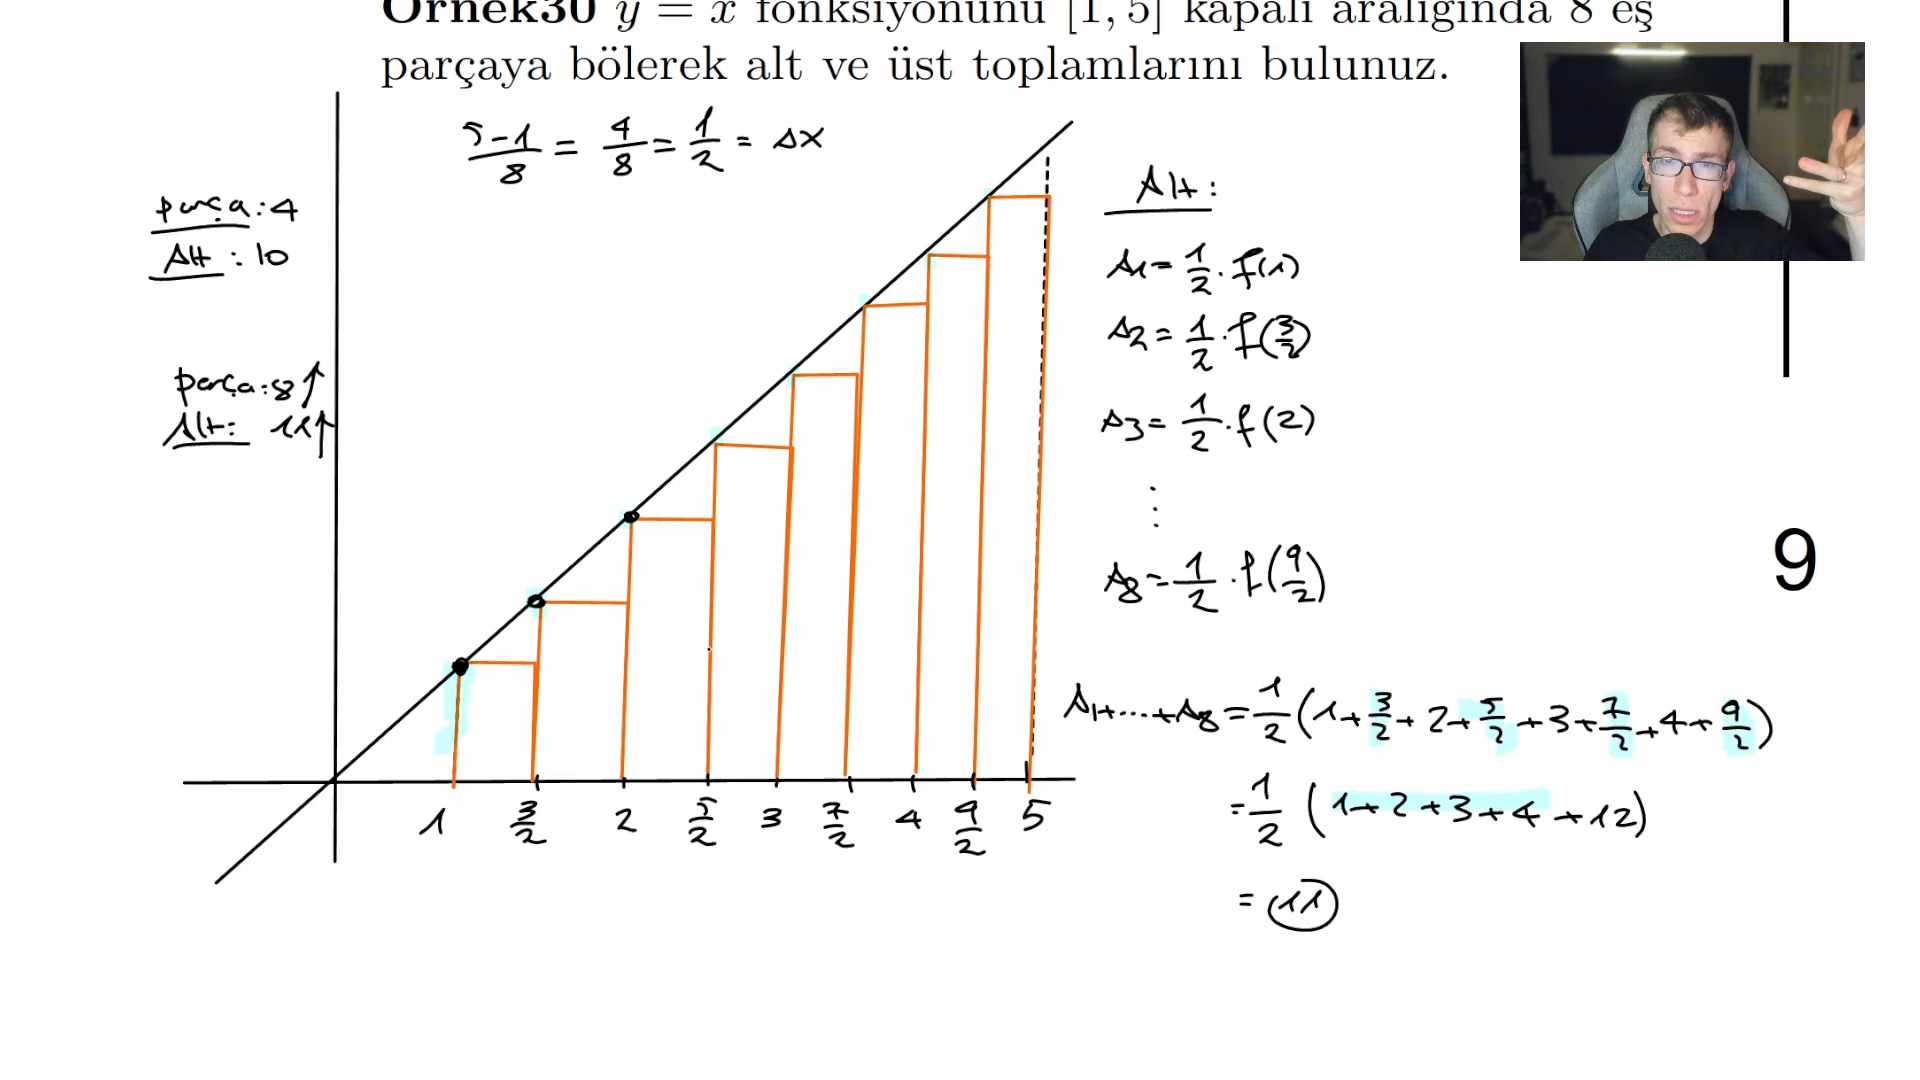 Örnek30 y = x fonksiyonunu [1, 5] kapalı aralığında 8 eş
parçaya bölerek alt ve üst toplamlarını bulunuz.
5-1/8 = 4/8 = 1/2 = Δx
parça: 4
Alt : 10
parça: 8 ↑
Alt: 11 ↑
1 3/2 2 5/2 3 7/2 4 9/2 5
Alt:
A1 = 1/2 . f(1)
A2 = 1/2 . f(3/2)
A3 = 1/2 . f(2)
⋮
A8 = 1/2 . f(9/2)
A1+...+A8 = 1/2 (1 + 3/2 + 2 + 5/2 + 3 + 7/2 + 4 + 9/2)
= 1/2 (1+2+3+4+12)
= 11
9